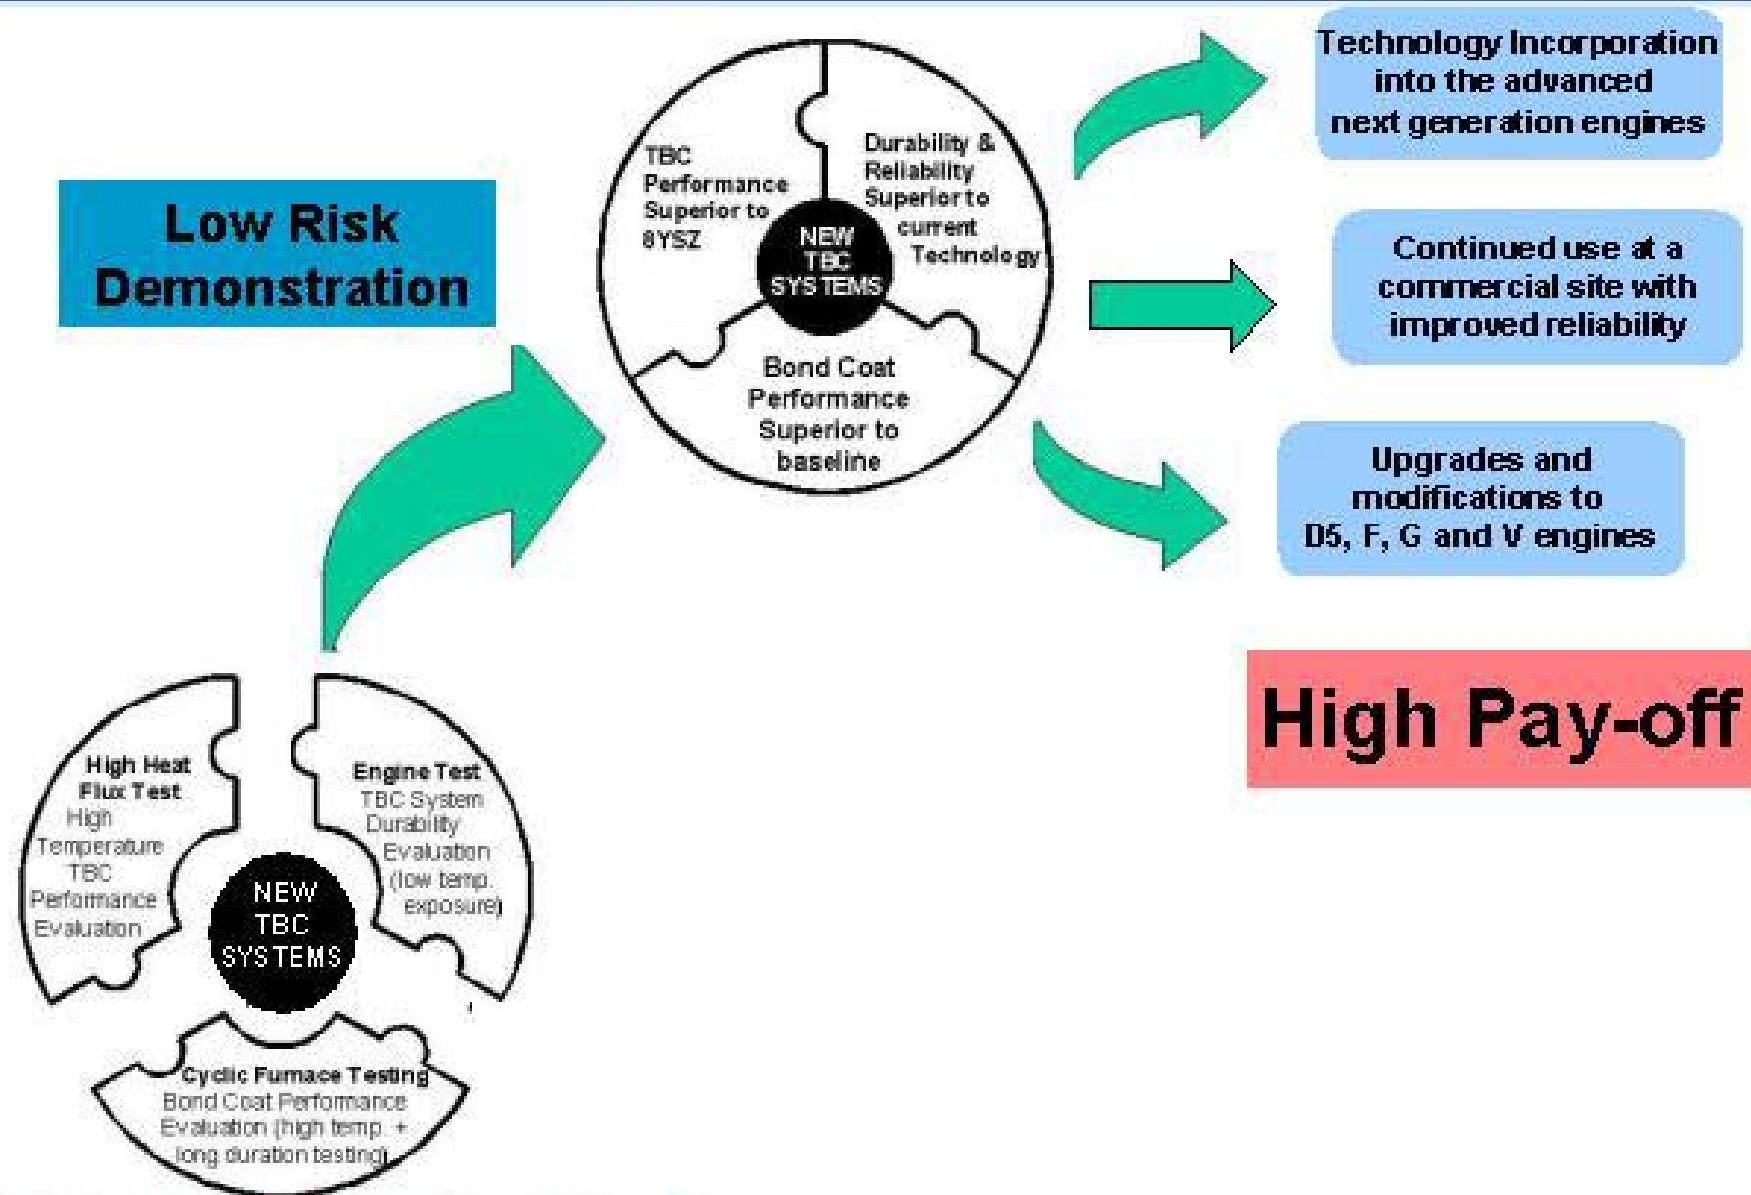 Low Risk
Demonstration
TBC
Performance
Superior to
8YSZ
Durability &
Reliability
Superior to
current
Technology
NEW
TBC
SYSTEMS
Bond Coat
Performance
Superior to
baseline
Technology Incorporation
into the advanced
next generation engines
Continued use at a
commercial site with
improved reliability
Upgrades and
modifications to
D5, F, G and V engines
High Pay-off
High Heat
Flux Test
High
Temperature
TBC
Performance
Evaluation
Engine Test
TBC System
Durability
Evaluation
(low temp.
exposure)
NEW
TBC
SYSTEMS
Cyclic Furnace Testing
Bond Coat Performance
Evaluation (high temp. +
long duration testing)